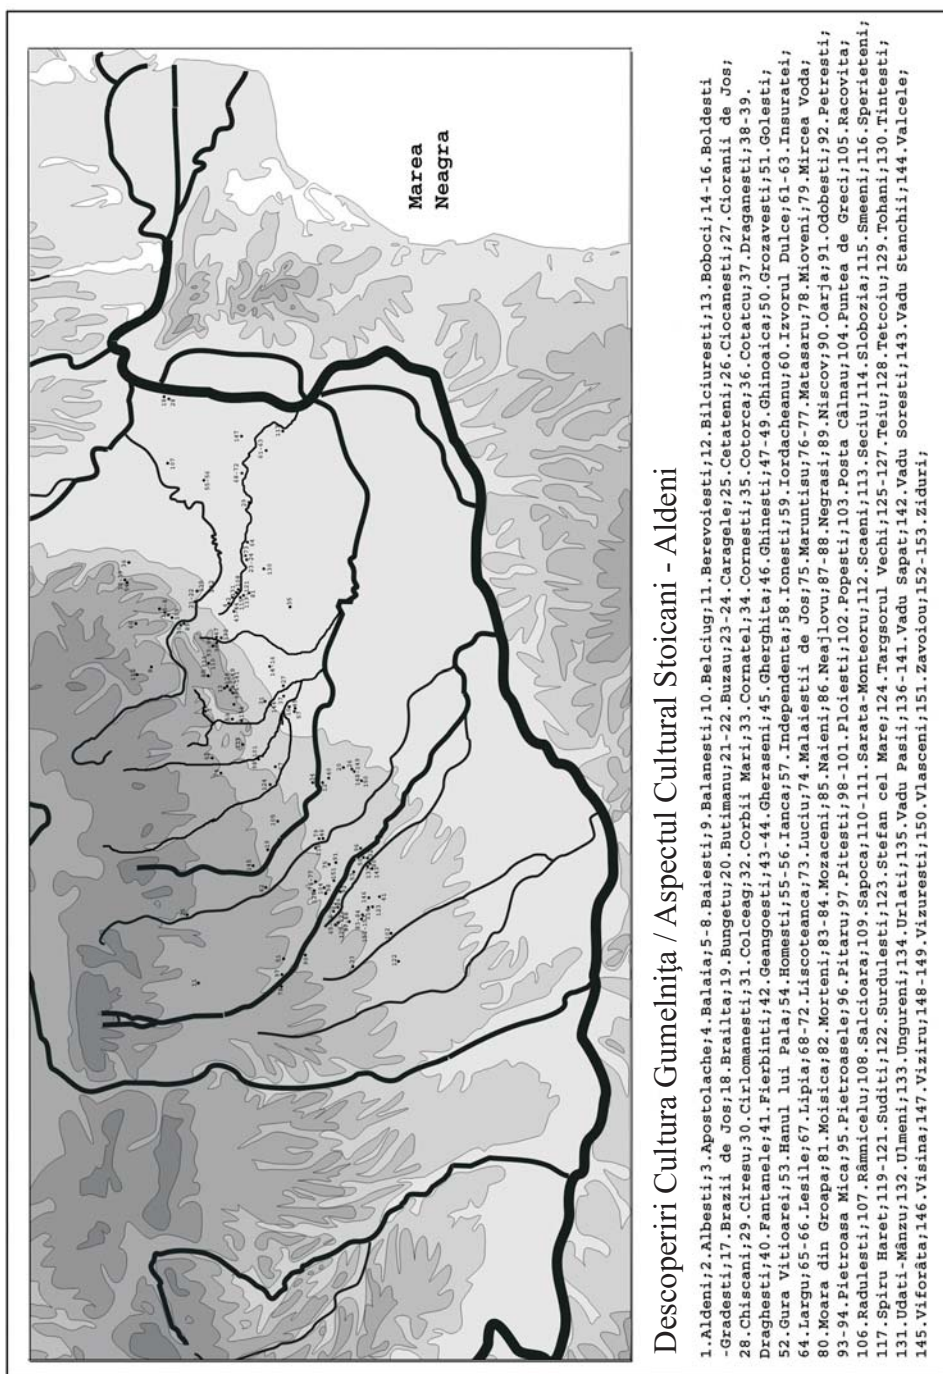 Marea
Neagra
Descoperiri Cultura Gumelniţa / Aspectul Cultural Stoicani - Aldeni
1.Aldeni;2.Albesti;3.Apostolache;4.Balaia;5-8.Baiesti;9.Balanesti;10.Belciug;11.Berevoiesti;12.Bilciuresti;13.Boboci;14-16.Boldesti
-Gradesti;17.Brazii de Jos;18.Brailta;19.Bungetu;20.Butimanu;21-22.Buzau;23-24.Caragele;25.Cetateni;26.Ciocanesti;27.Cioranii de Jos;
28.Chiscani;29.Ciresu;30.Cirlomanesti;31.Colceag;32.Corbii Mari;33.Cornatel;34.Cornesti;35.Cotorca;36.Cotatcu;37.Draganesti;38-39.
Draghesti;40.Fantanele;41.Fierbinti;42.Geangoesti;43-44.Gheraseni;45.Gherghita;46.Ghinesti;47-49.Ghinoaica;50.Grozavesti;51.Golesti;
52.Gura Vitioarei;53.Hanul lui Pala;54.Homesti;55-56.Ianca;57.Independenta;58.Ionesti;59.Iordacheanu;60.Izvorul Dulce;61-63.Insuratei;
64.Largu;65-66.Lesile;67.Lipia;68-72.Liscoteanca;73.Luciu;74.Malaiestii de Jos;75.Maruntisu;76-77.Matasaru;78.Mioveni;79.Mircea Voda;
80.Moara din Groapa;81.Moisica;82.Morteni;83-84.Mozaceni;85.Naieni;86.Neajlovu;87-88.Negrasi;89.Niscov;90.Oarja;91.Odobesti;92.Petresti;
93-94.Pietroasa Mica;95.Pietroasele;96.Pitaru;97.Pitesti;98-101.Ploiesti;102.Popesti;103.Posta Câlnau;104.Puntea de Greci;105.Racovita;
106.Radulesti;107.Râmnicelu;108.Salcioara;109.Sapoca;110-111.Sarata-Monteoru;112.Scaeni;113.Seciu;114.Slobozia;115.Smeeni;116.Sperieteni;
117.Spiru Haret;119-121.Suditi;122.Surdulesti;123.Stefan cel Mare;124.Targsorul Vechi;125-127.Teiu;128.Tetcoiu;129.Tohani;130.Tintesti;
131.Udati-Mânzu;132.Ulmeni;133.Ungureni;134.Urlati;135.Vadu Pasii;136-141.Vadu Sapat;142.Vadu Soresti;143.Vadu Stanchii;144.Valcele;
145.Viforâta;146.Visina;147.Viziru;148-149.Vizuresti;150.Vlasceni;151.Zavoiou;152-153.Ziduri;